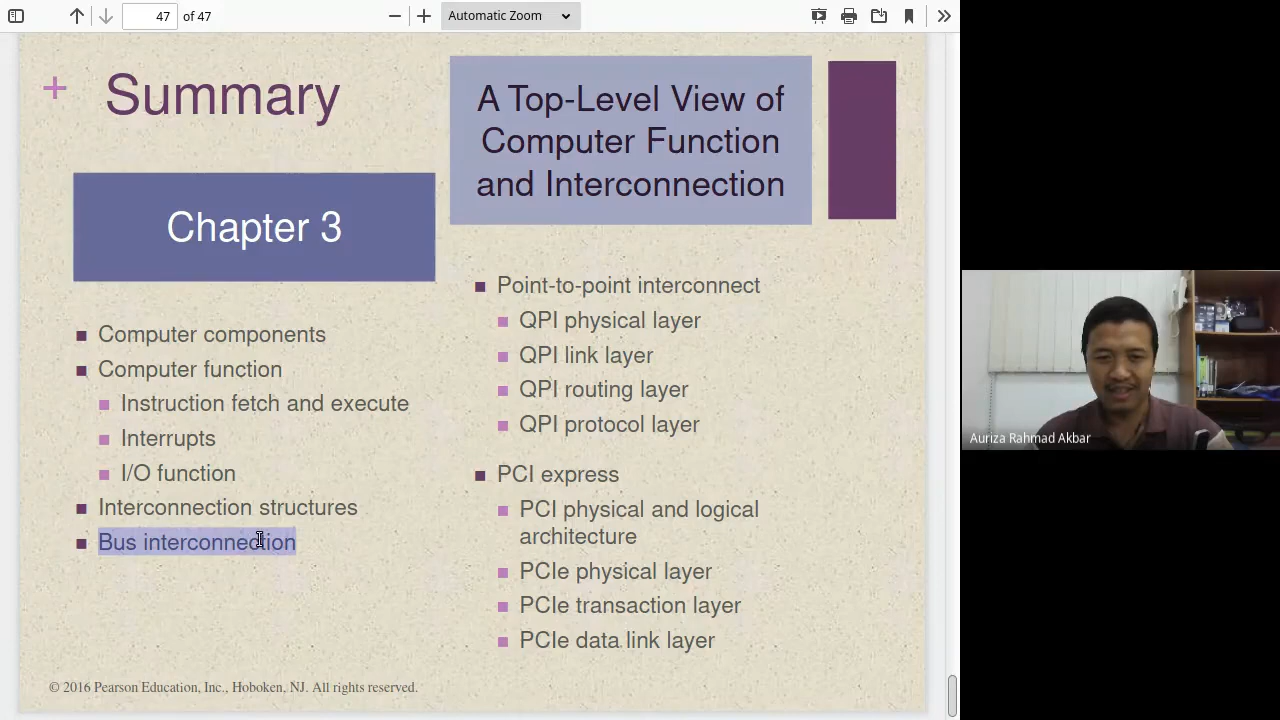 47 of 47 Automatic Zoom
+ Summary
A Top-Level View of
Computer Function
and Interconnection
Chapter 3
Computer components
Computer function
Instruction fetch and execute
Interrupts
I/O function
Interconnection structures
Bus interconnection
Point-to-point interconnect
QPI physical layer
QPI link layer
QPI routing layer
QPI protocol layer
PCI express
PCI physical and logical
architecture
PCIe physical layer
PCIe transaction layer
PCIe data link layer
© 2016 Pearson Education, Inc., Hoboken, NJ. All rights reserved.
Auriza Rahmad Akbar